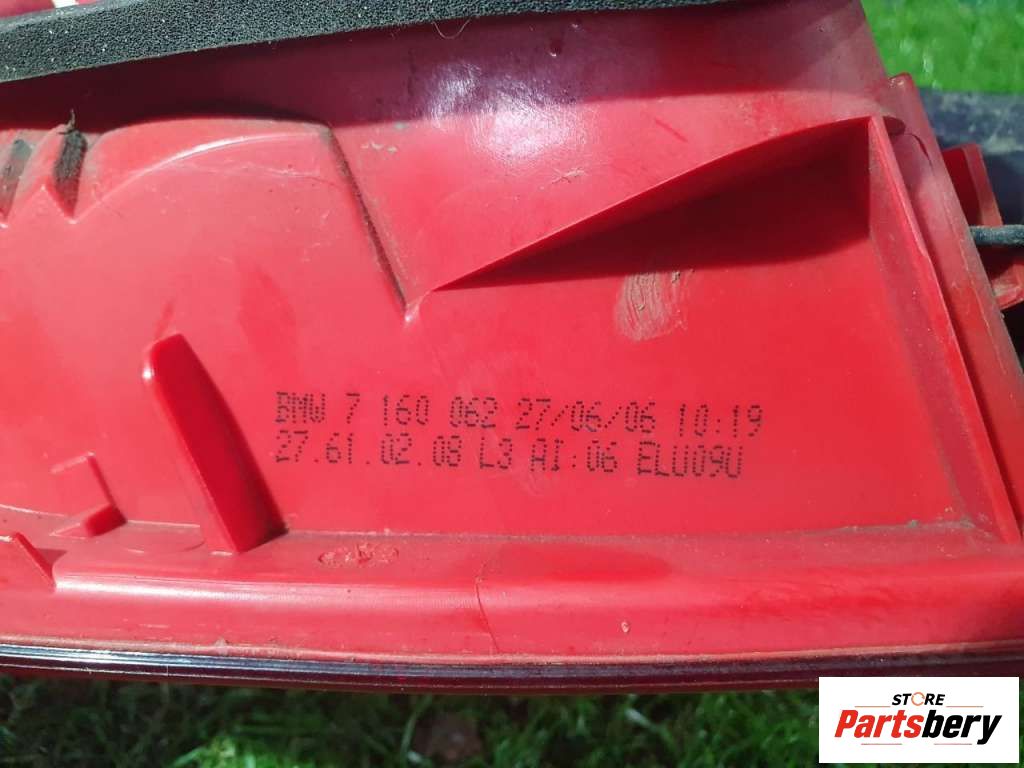 BMW 7 160 062 27/06/06 10:19
27.61.02.08 L3 AI:06 ELU09U
STORE
Partsbery